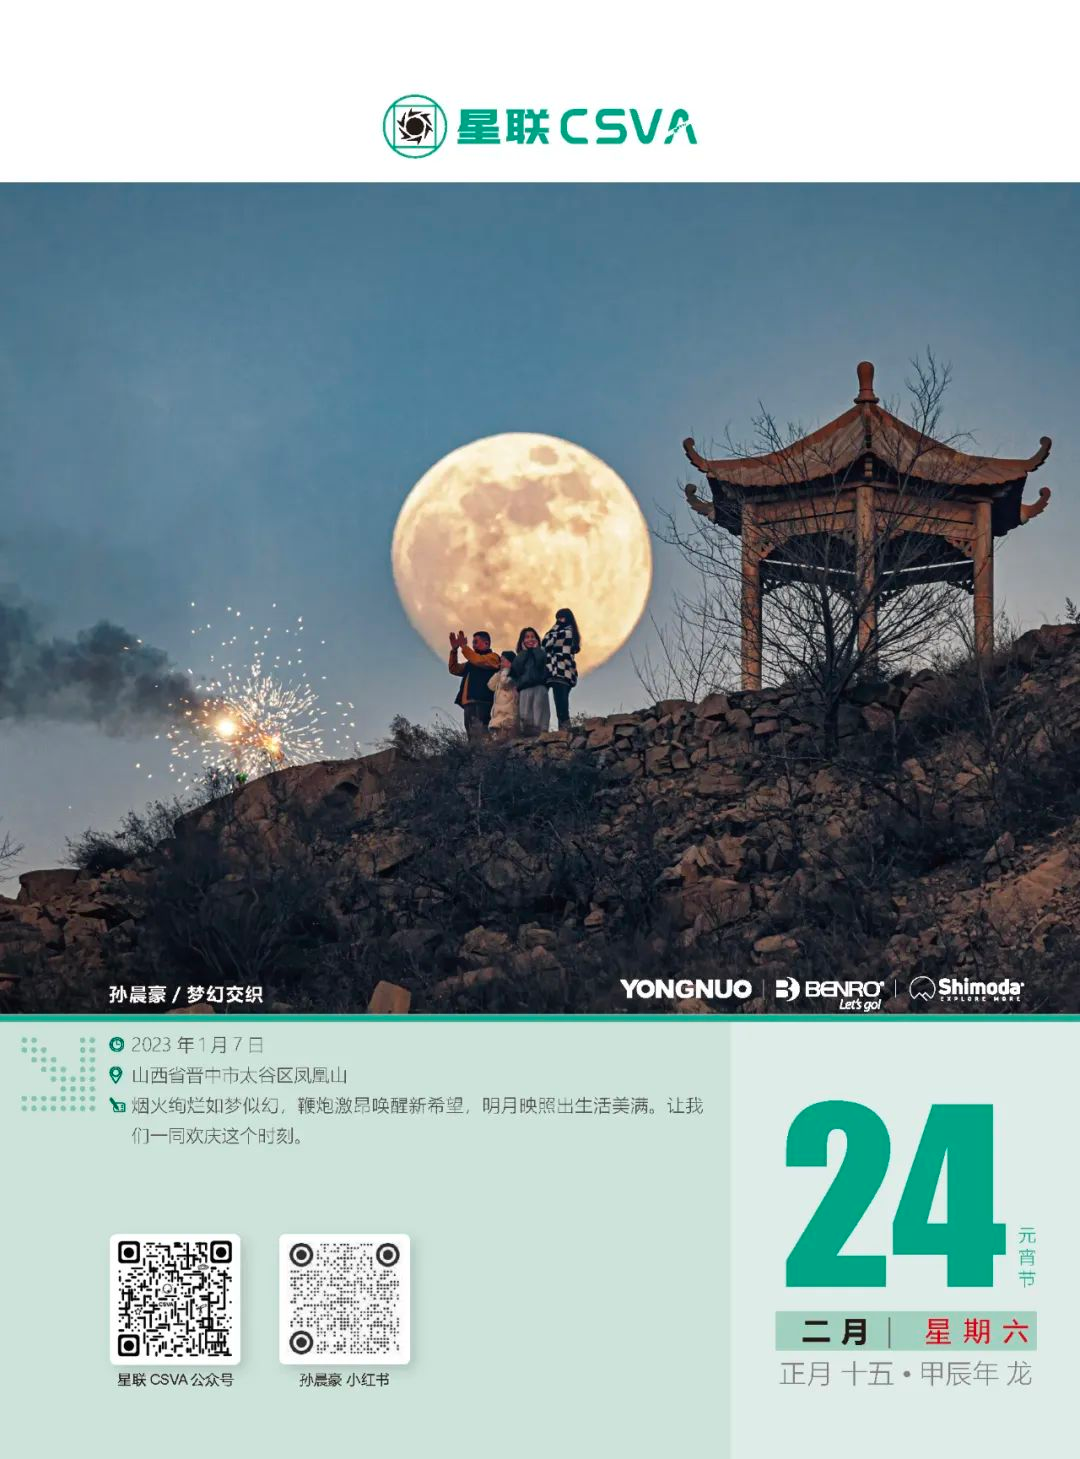 星联CSVA
孙晨豪 / 梦幻交织
YONGNUO
BENRO
Let's go!
Shimoda
EXPLORE MORE
2023 年 1 月 7 日
山西省晋中市太谷区凤凰山
烟火绚烂如梦似幻，鞭炮激昂唤醒新希望，明月映照出生活美满。让我
们一同欢庆这个时刻。
CSVA
星联 CSVA 公众号
孙晨豪 小红书
24
元宵节
二月 | 星期六
正月 十五 • 甲辰年 龙